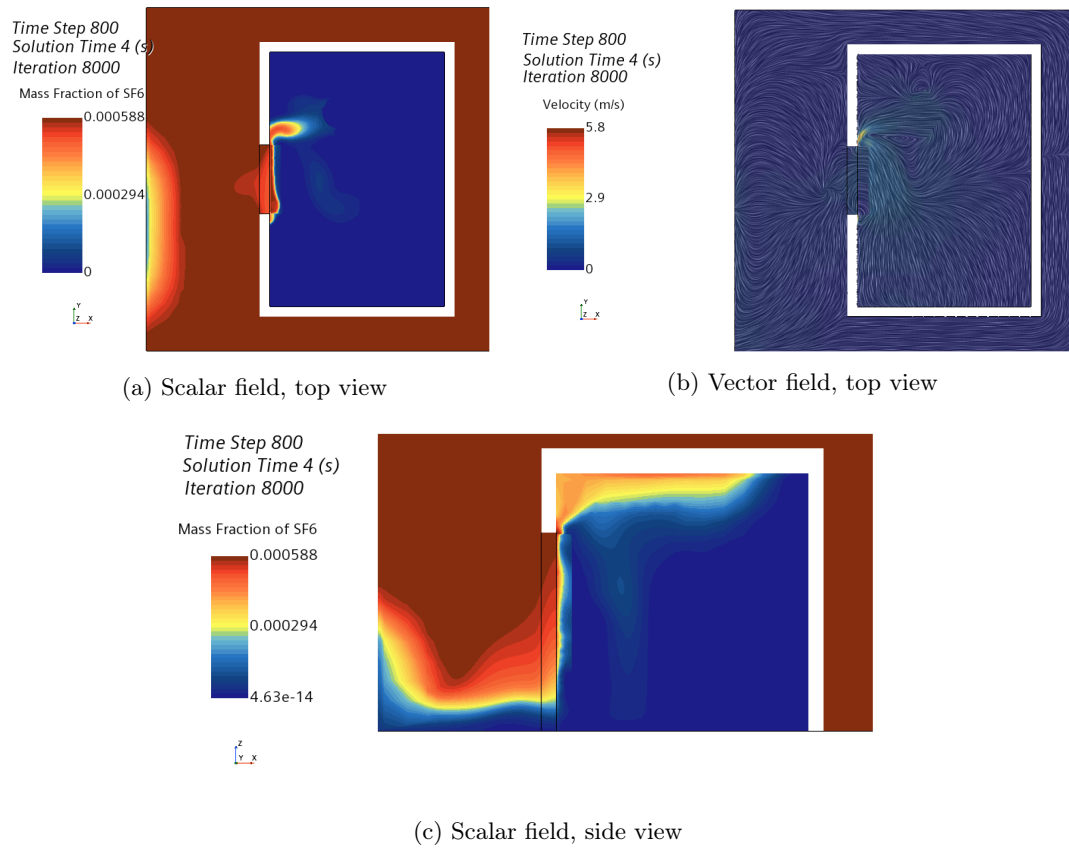 Time Step 800
Solution Time 4 (s)
Iteration 8000
Mass Fraction of SF6
0.000588
0.000294
0
Y
Z X
(a) Scalar field, top view
Time Step 800
Solution Time 4 (s)
Iteration 8000
Velocity (m/s)
5.8
2.9
0
Y
Z X
(b) Vector field, top view
Time Step 800
Solution Time 4 (s)
Iteration 8000
Mass Fraction of SF6
0.000588
0.000294
4.63e-14
Z
Y X
(c) Scalar field, side view